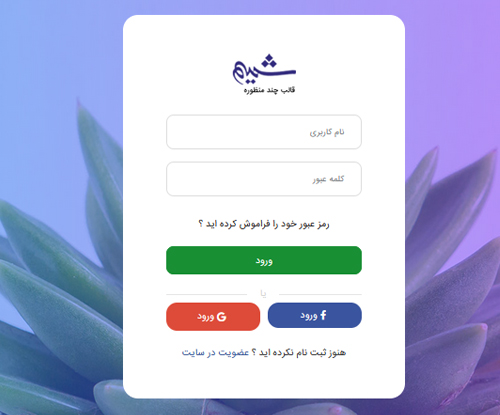 شمیم
قالب چند منظوره
نام کاربری
کلمه عبور
رمز عبور خود را فراموش کرده اید ؟
ورود
یا
ورود f
ورود G
هنوز ثبت نام نکرده اید ؟ عضویت در سایت